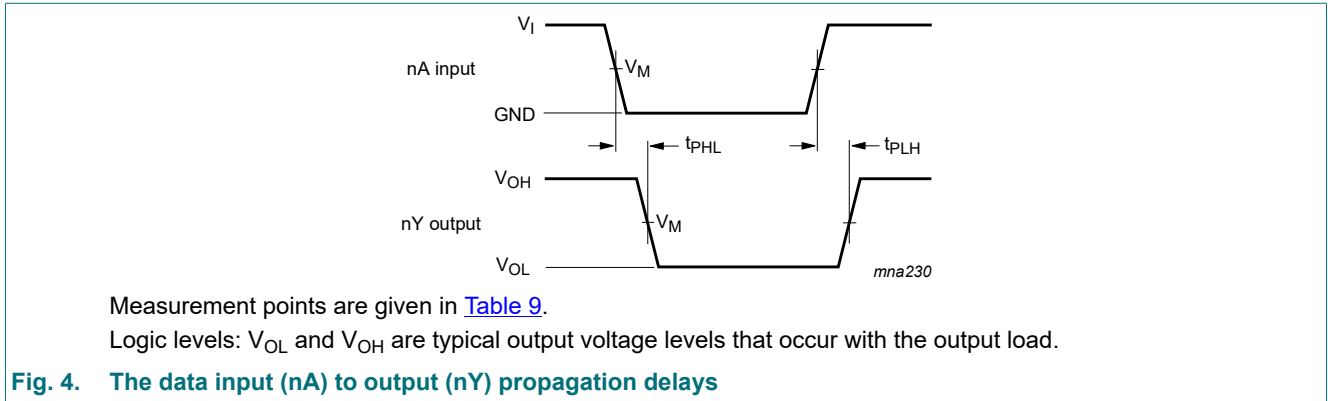 V_I
nA input
V_M
GND
t_PHL
t_PLH
V_OH
nY output
V_M
V_OL
mna230
Measurement points are given in Table 9.
Logic levels: V_OL and V_OH are typical output voltage levels that occur with the output load.
Fig. 4. The data input (nA) to output (nY) propagation delays